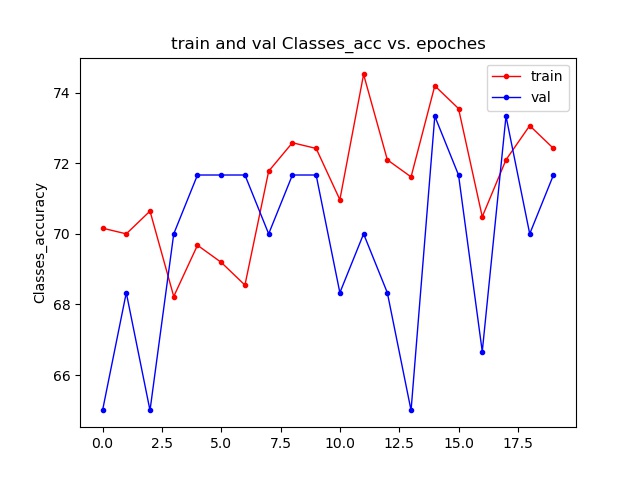 train and val Classes_acc vs. epoches
train
val
Classes_accuracy
74
72
70
68
66
0.0 2.5 5.0 7.5 10.0 12.5 15.0 17.5